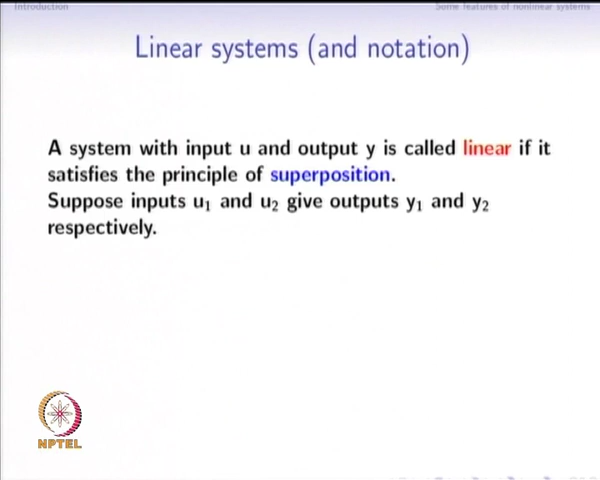 Introduction
Some features of nonlinear systems
Linear systems (and notation)
A system with input u and output y is called linear if it
satisfies the principle of superposition.
Suppose inputs u₁ and u₂ give outputs y₁ and y₂
respectively.
NPTEL